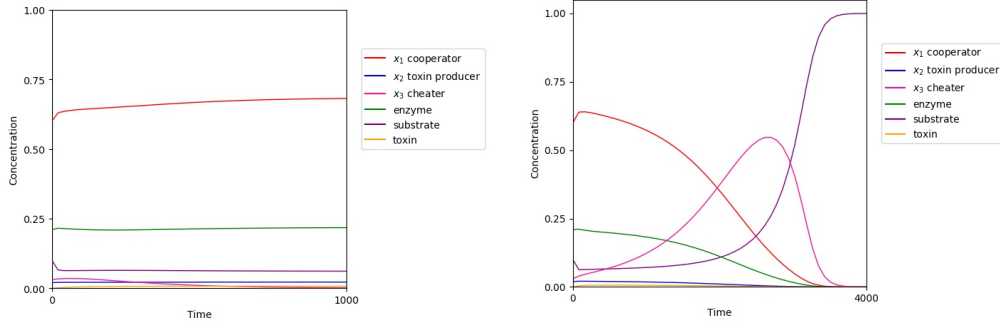 1.00
0.75
0.50
0.25
0.00
Concentration
0
1000
Time
x₁ cooperator
x₂ toxin producer
x₃ cheater
enzyme
substrate
toxin
1.00
0.75
0.50
0.25
0.00
Concentration
0
4000
Time
x₁ cooperator
x₂ toxin producer
x₃ cheater
enzyme
substrate
toxin